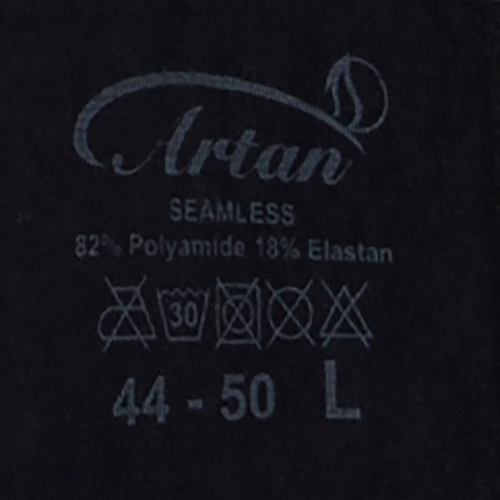 Artan
SEAMLESS
82% Polyamide 18% Elastan
30
44 - 50 L